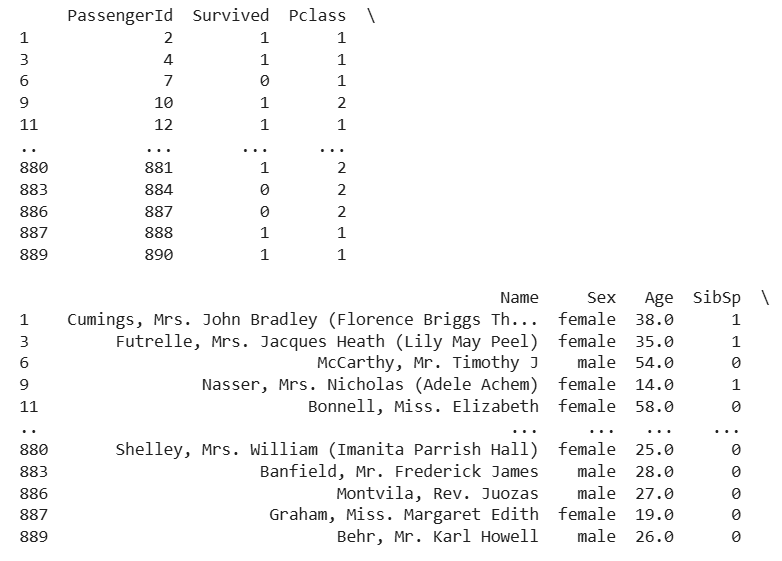 PassengerId  Survived  Pclass  \
1              2         1       1
3              4         1       1
6              7         0       1
9             10         1       2
11            12         1       1
..           ...       ...     ...
880          881         1       2
883          884         0       2
886          887         0       2
887          888         1       1
889          890         1       1

                                                  Name     Sex   Age  SibSp  \
1    Cumings, Mrs. John Bradley (Florence Briggs Th...  female  38.0      1
3         Futrelle, Mrs. Jacques Heath (Lily May Peel)  female  35.0      1
6                              McCarthy, Mr. Timothy J    male  54.0      0
9                  Nasser, Mrs. Nicholas (Adele Achem)  female  14.0      1
11                            Bonnell, Miss. Elizabeth  female  58.0      0
..                                                 ...     ...   ...    ...
880       Shelley, Mrs. William (Imanita Parrish Hall)  female  25.0      0
883                       Banfield, Mr. Frederick James    male  28.0      0
886                              Montvila, Rev. Juozas    male  27.0      0
887                       Graham, Miss. Margaret Edith  female  19.0      0
889                              Behr, Mr. Karl Howell    male  26.0      0